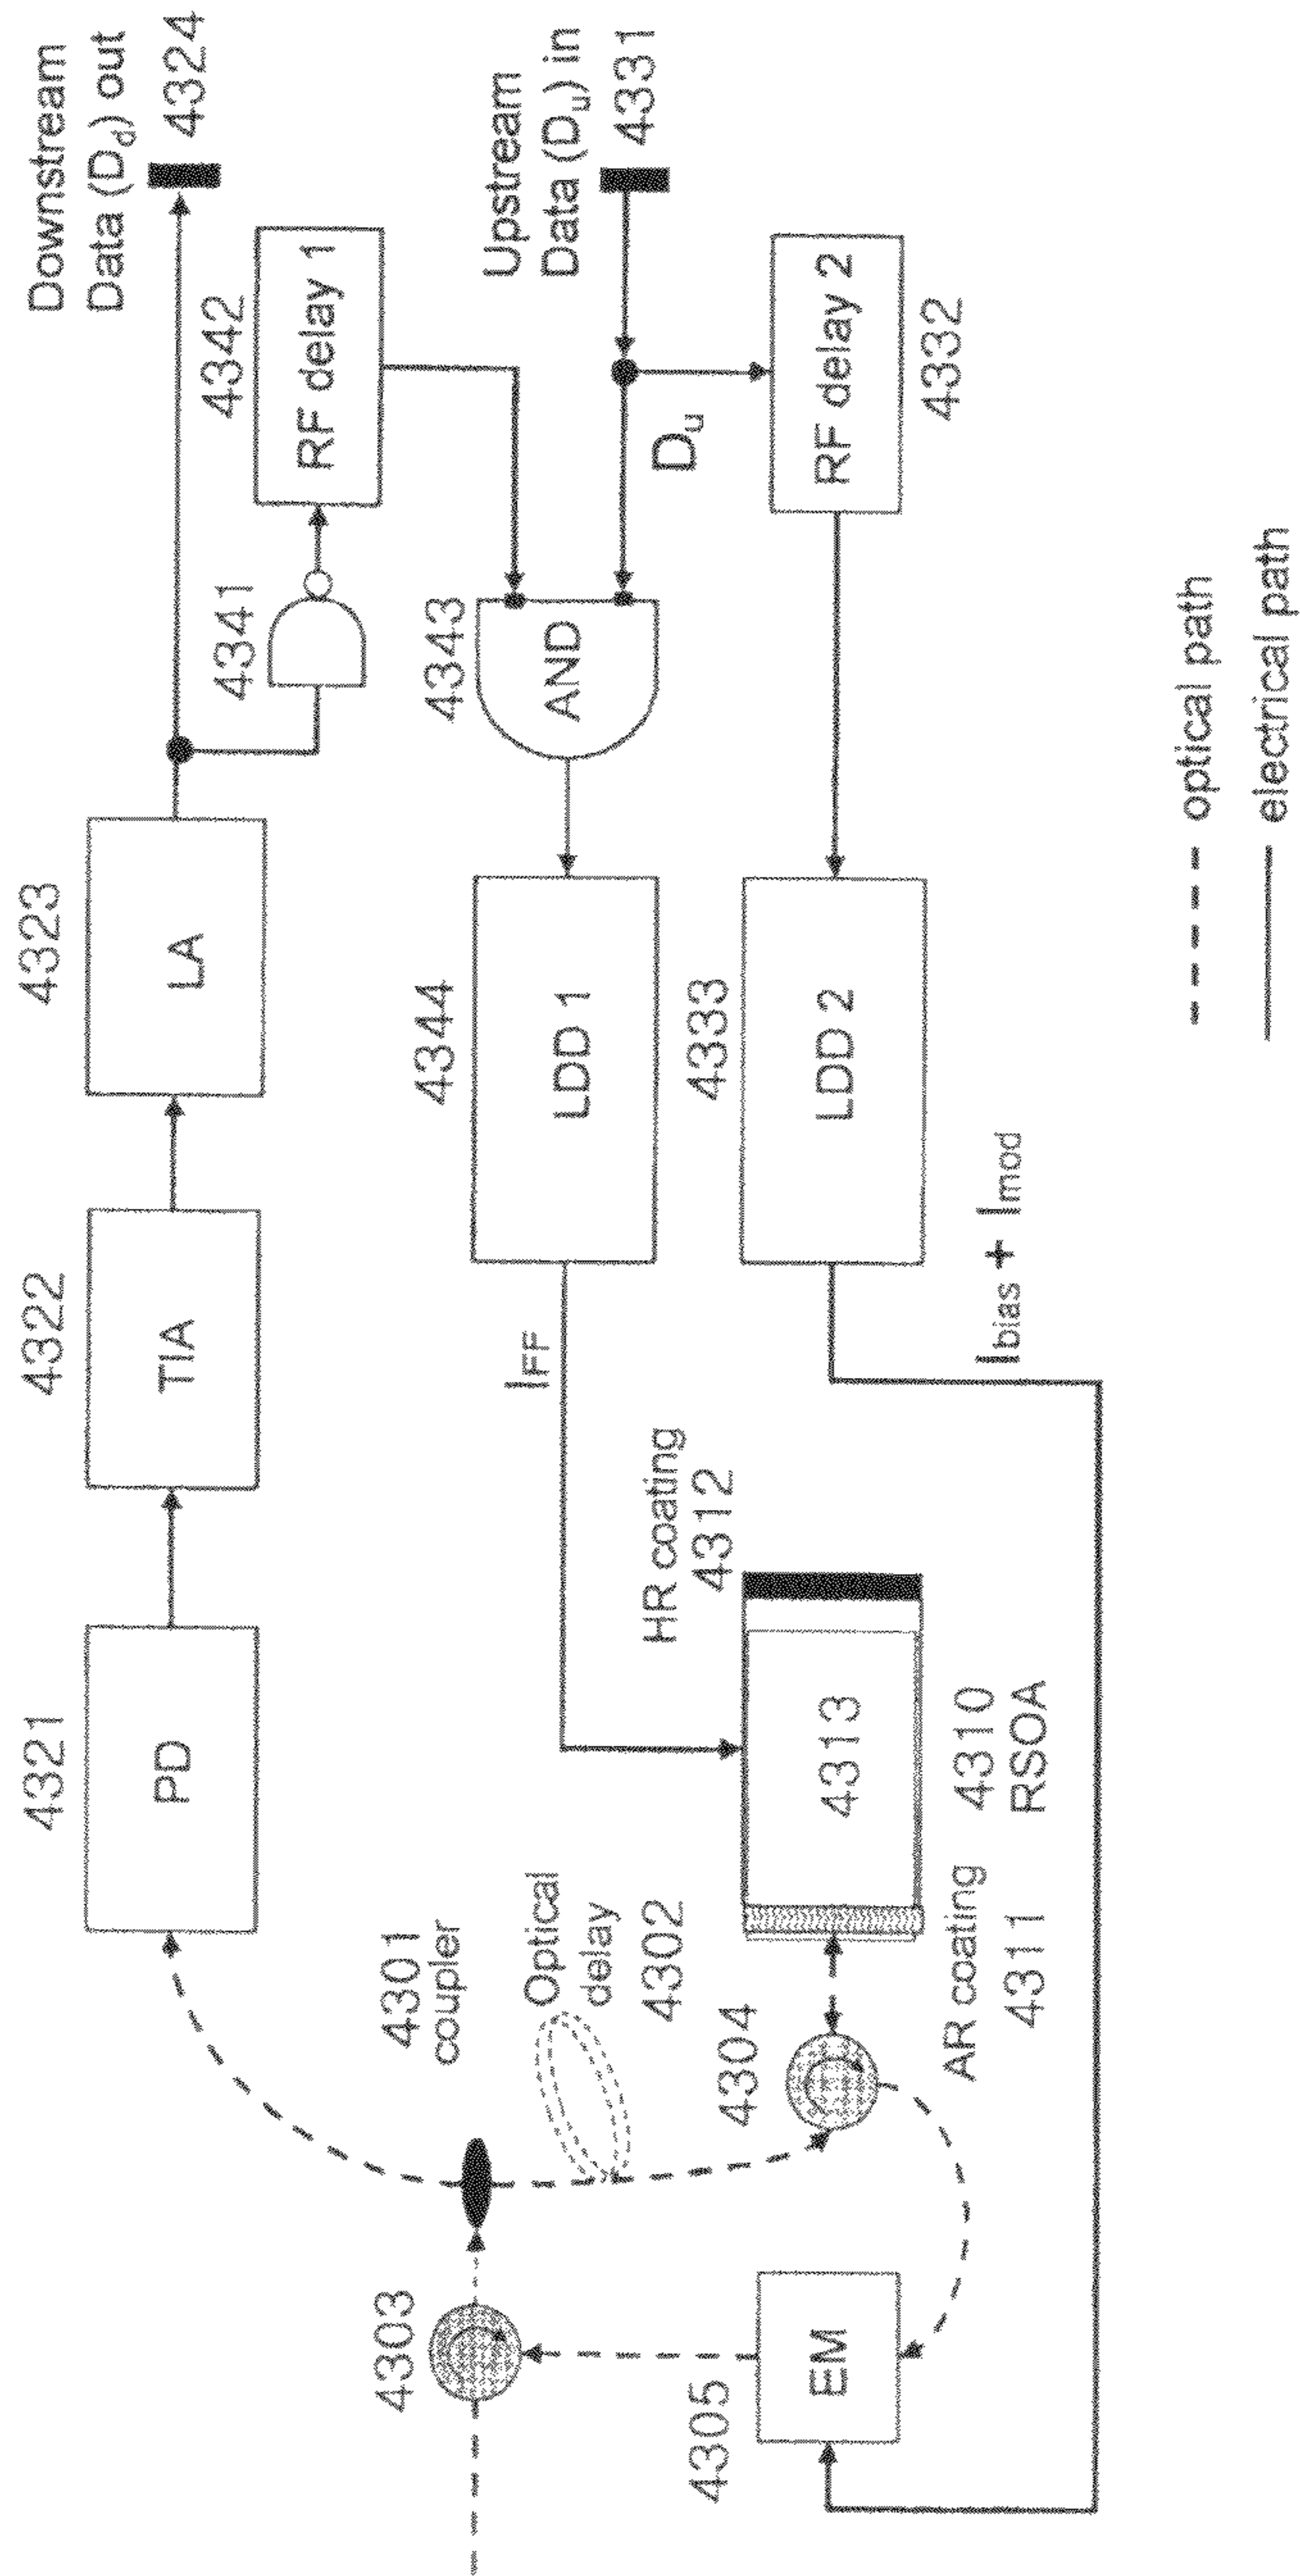 Downstream
Data (Dd) out
4324
4323
LA
4322
TIA
4321
PD
4342
RF delay 1
4341
Upstream
Data (Du) in
4331
4343
AND
Du
4344
LDD 1
IFF
RF delay 2
4332
4333
LDD 2
Ibias + Imod
HR coating
4312
4313
4310
RSOA
AR coating
4311
4301
coupler
Optical
delay
4302
4304
4303
4305
EM
optical path
electrical path